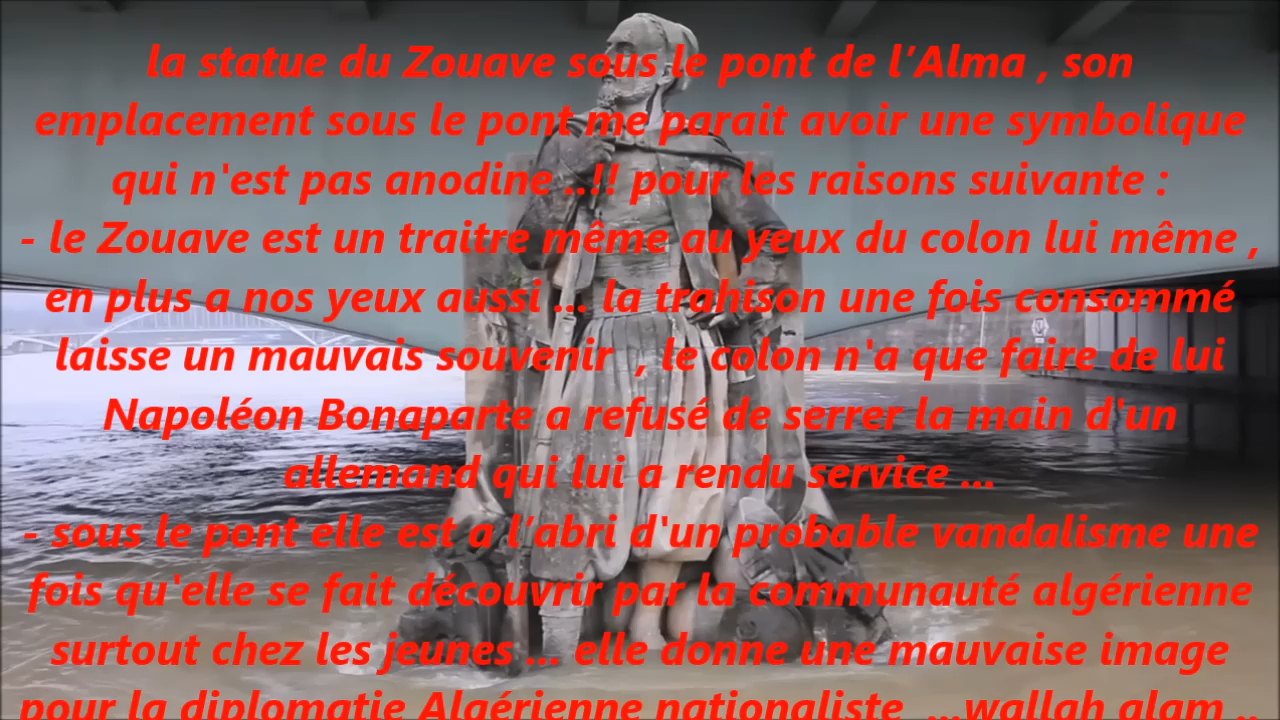 la statue du Zouave sous le pont de l’Alma , son
emplacement sous le pont me parait avoir une symbolique
qui n'est pas anodine ..!! pour les raisons suivante :
- le Zouave est un traitre même au yeux du colon lui même ,
en plus a nos yeux aussi ... la trahison une fois consommé
laisse un mauvais souvenir , le colon n'a que faire de lui
Napoléon Bonaparte a refusé de serrer la main d'un
allemand qui lui a rendu service ...
- sous le pont elle est a l’abri d'un probable vandalisme une
fois qu'elle se fait découvrir par la communauté algérienne
surtout chez les jeunes ... elle donne une mauvaise image
pour la diplomatie Algérienne nationaliste ...wallah alam ..